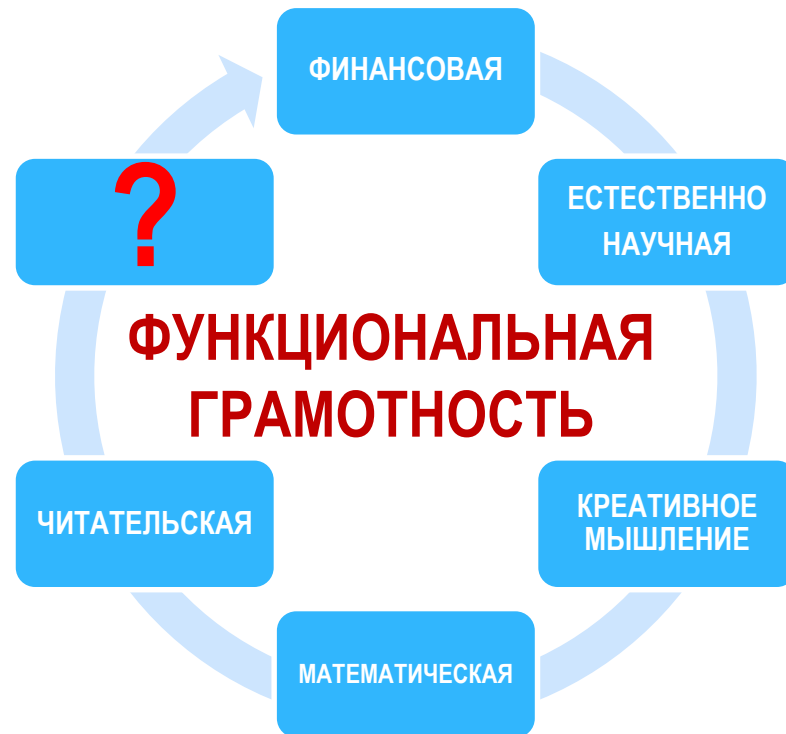 ФИНАНСОВАЯ
?
ЕСТЕСТВЕННО
НАУЧНАЯ
ФУНКЦИОНАЛЬНАЯ
ГРАМОТНОСТЬ
ЧИТАТЕЛЬСКАЯ
КРЕАТИВНОЕ
МЫШЛЕНИЕ
МАТЕМАТИЧЕСКАЯ